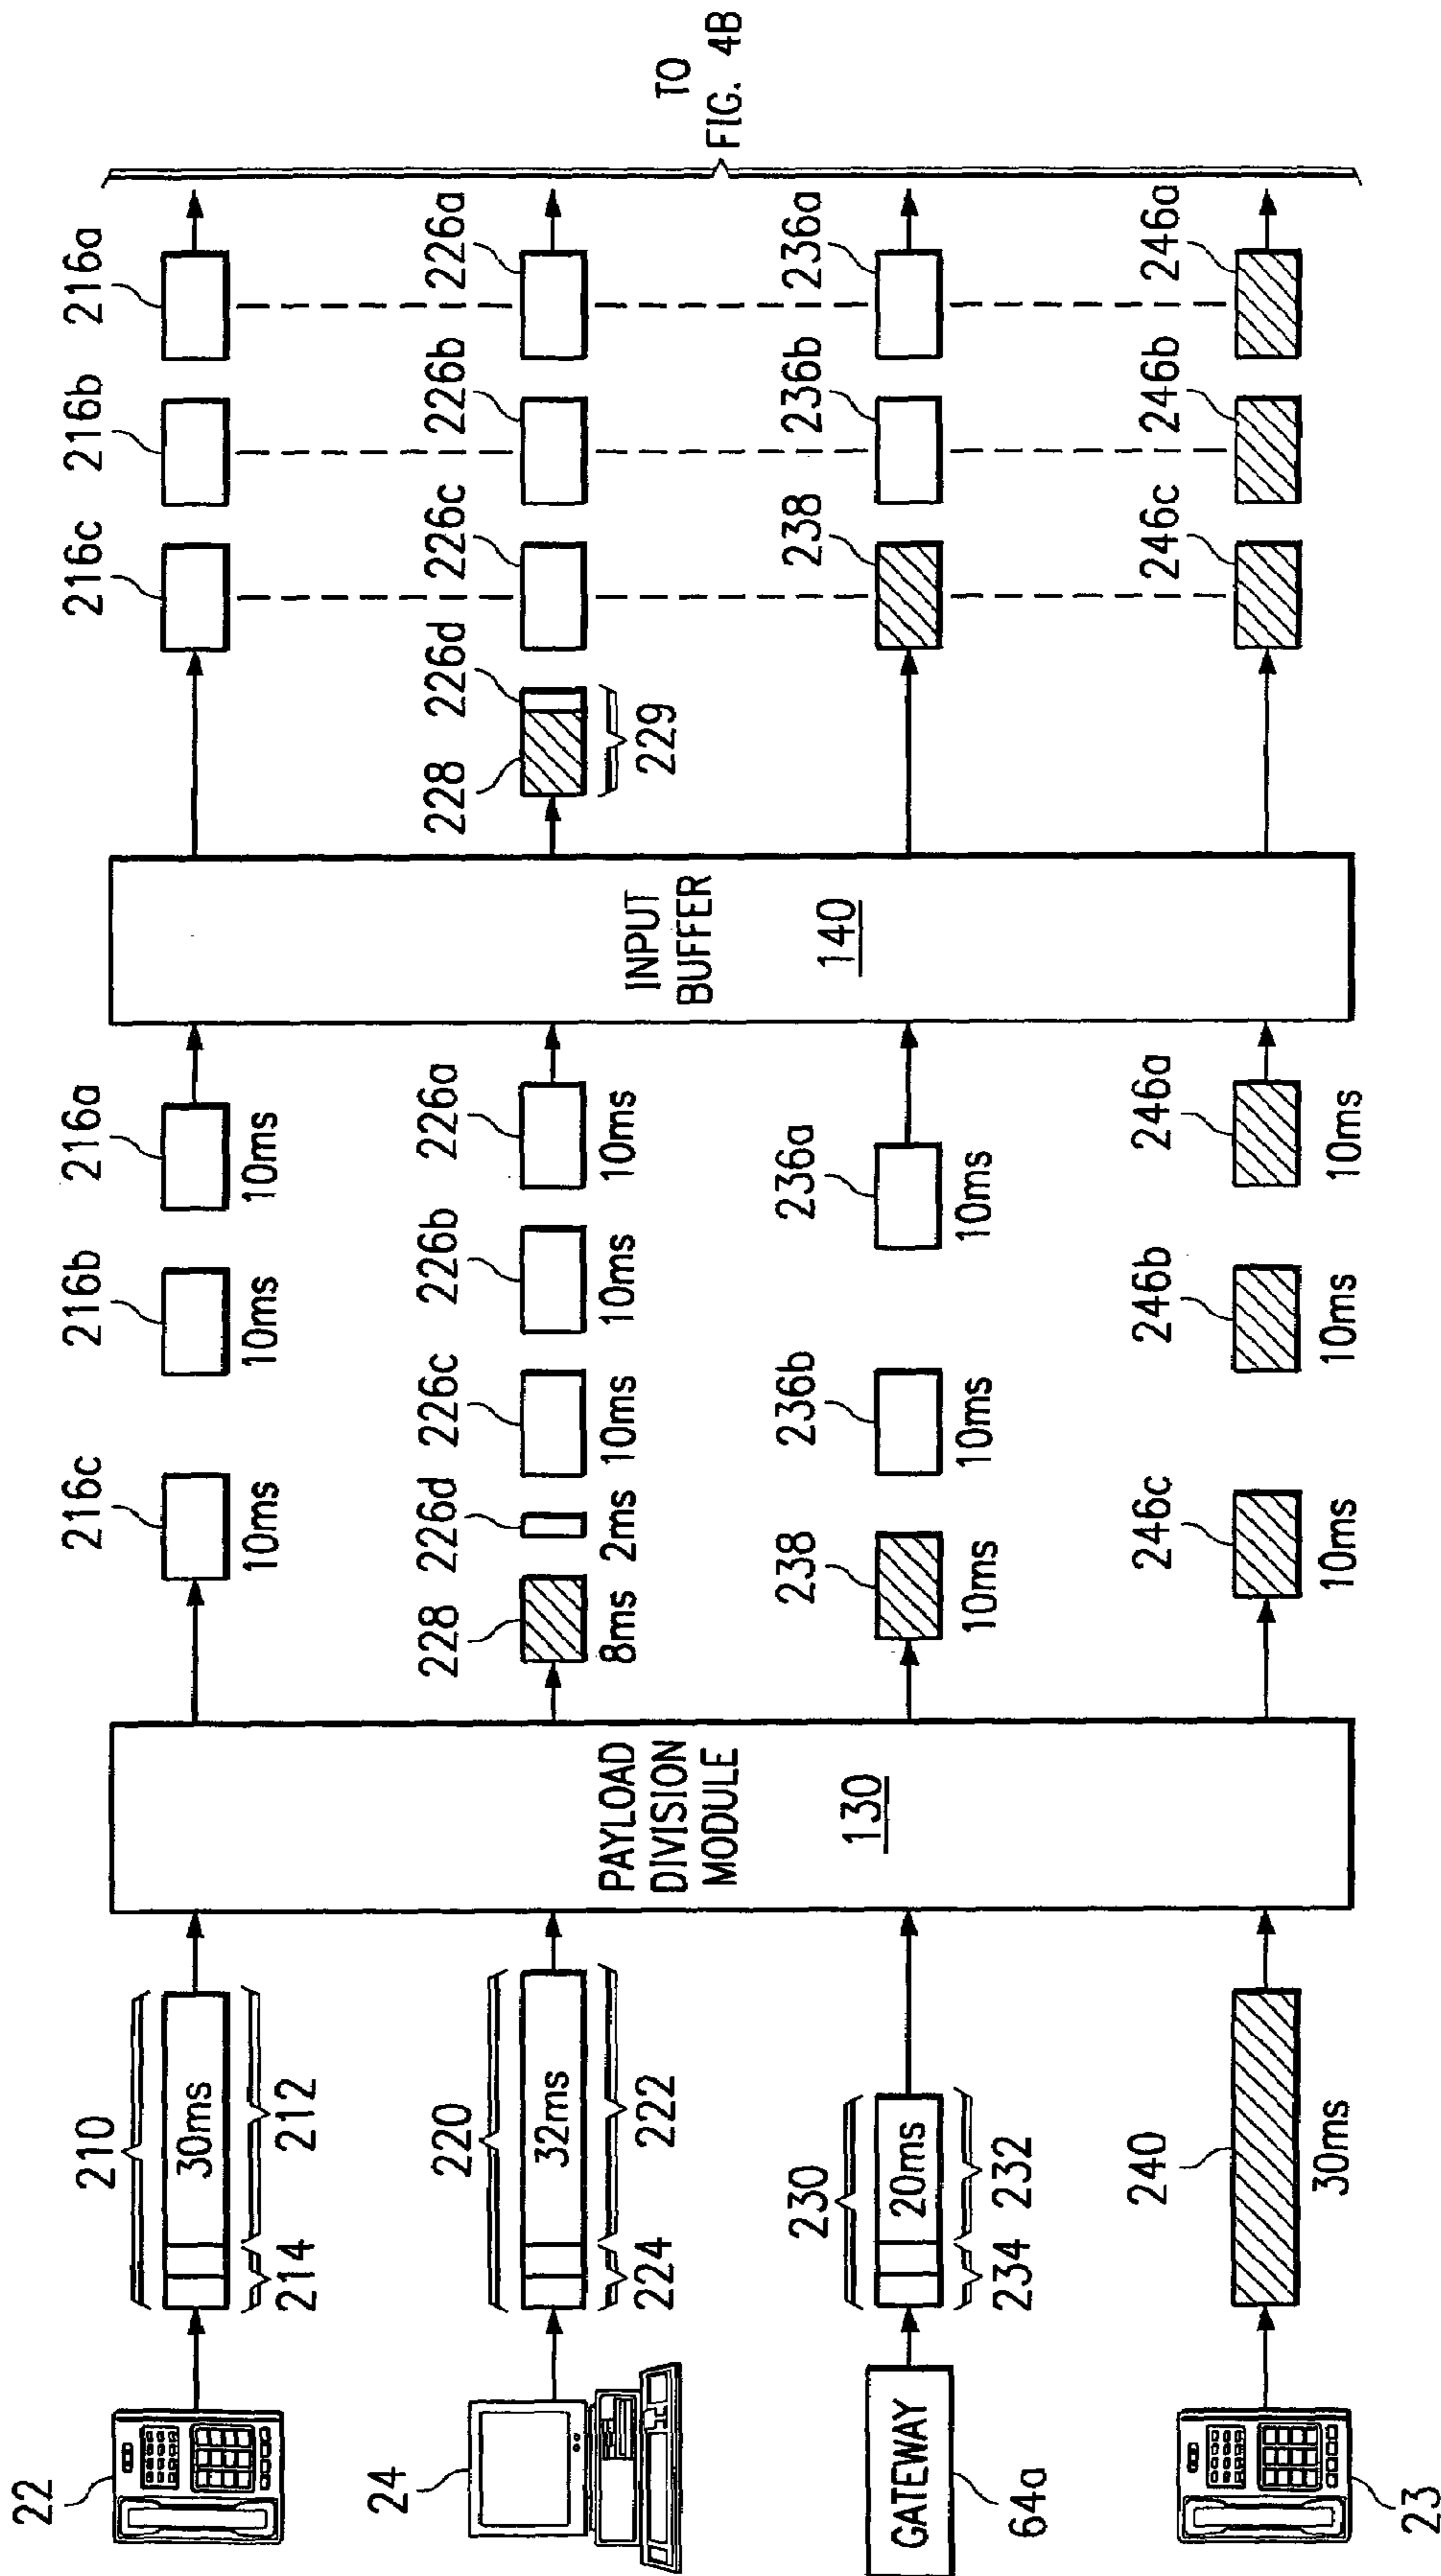 22
210
30ms
214
212
24
220
32ms
224
222
GATEWAY
64a
230
20ms
234
232
23
240
30ms
PAYLOAD
DIVISION
MODULE
130
216c
216b
216a
10ms
10ms
10ms
228
226d
226c
226b
226a
8ms
2ms
10ms
10ms
10ms
238
236b
236a
10ms
10ms
10ms
246c
246b
246a
10ms
10ms
10ms
INPUT
BUFFER
140
216c
216b
216a
228
226d
226c
226b
226a
229
238
236b
236a
246c
246b
246a
TO
FIG. 4B